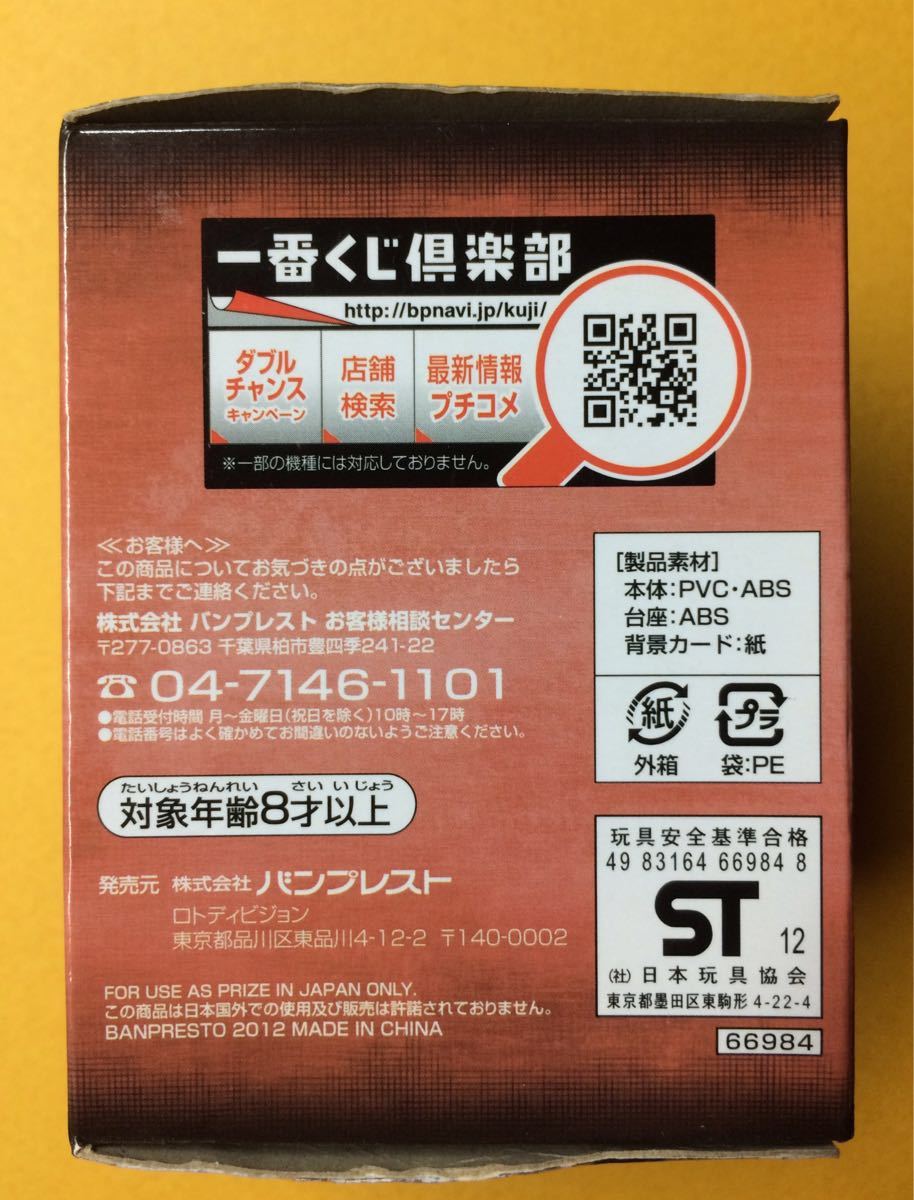 一番くじ倶楽部
http://bpnavi.jp/kuji/
ダブル
チャンス
キャンペーン
店舗
検索
最新情報
プチコメ
※一部の機種には対応しておりません。
≪お客様へ≫
この商品についてお気づきの点がございましたら
下記までご連絡ください。
株式会社 バンプレスト お客様相談センター
〒277-0863 千葉県柏市豊四季241-22
☎ 04-7146-1101
●電話受付時間 月〜金曜日(祝日を除く)10時〜17時
●電話番号はよく確かめてお間違いのないようご注意ください。
たいしょうねんれい さい いじょう
対象年齢8才以上
発売元 株式会社 バンプレスト
ロトディビジョン
東京都品川区東品川4-12-2 〒140-0002
FOR USE AS PRIZE IN JAPAN ONLY.
この商品は日本国外での使用及び販売は許諾されておりません。
BANPRESTO 2012 MADE IN CHINA
[製品素材]
本体:PVC・ABS
台座:ABS
背景カード:紙
紙
外箱
プラ
袋:PE
玩具安全基準合格
49 83164 66984 8
ST 12
(社)日本玩具協会
東京都墨田区東駒形 4-22-4
66984